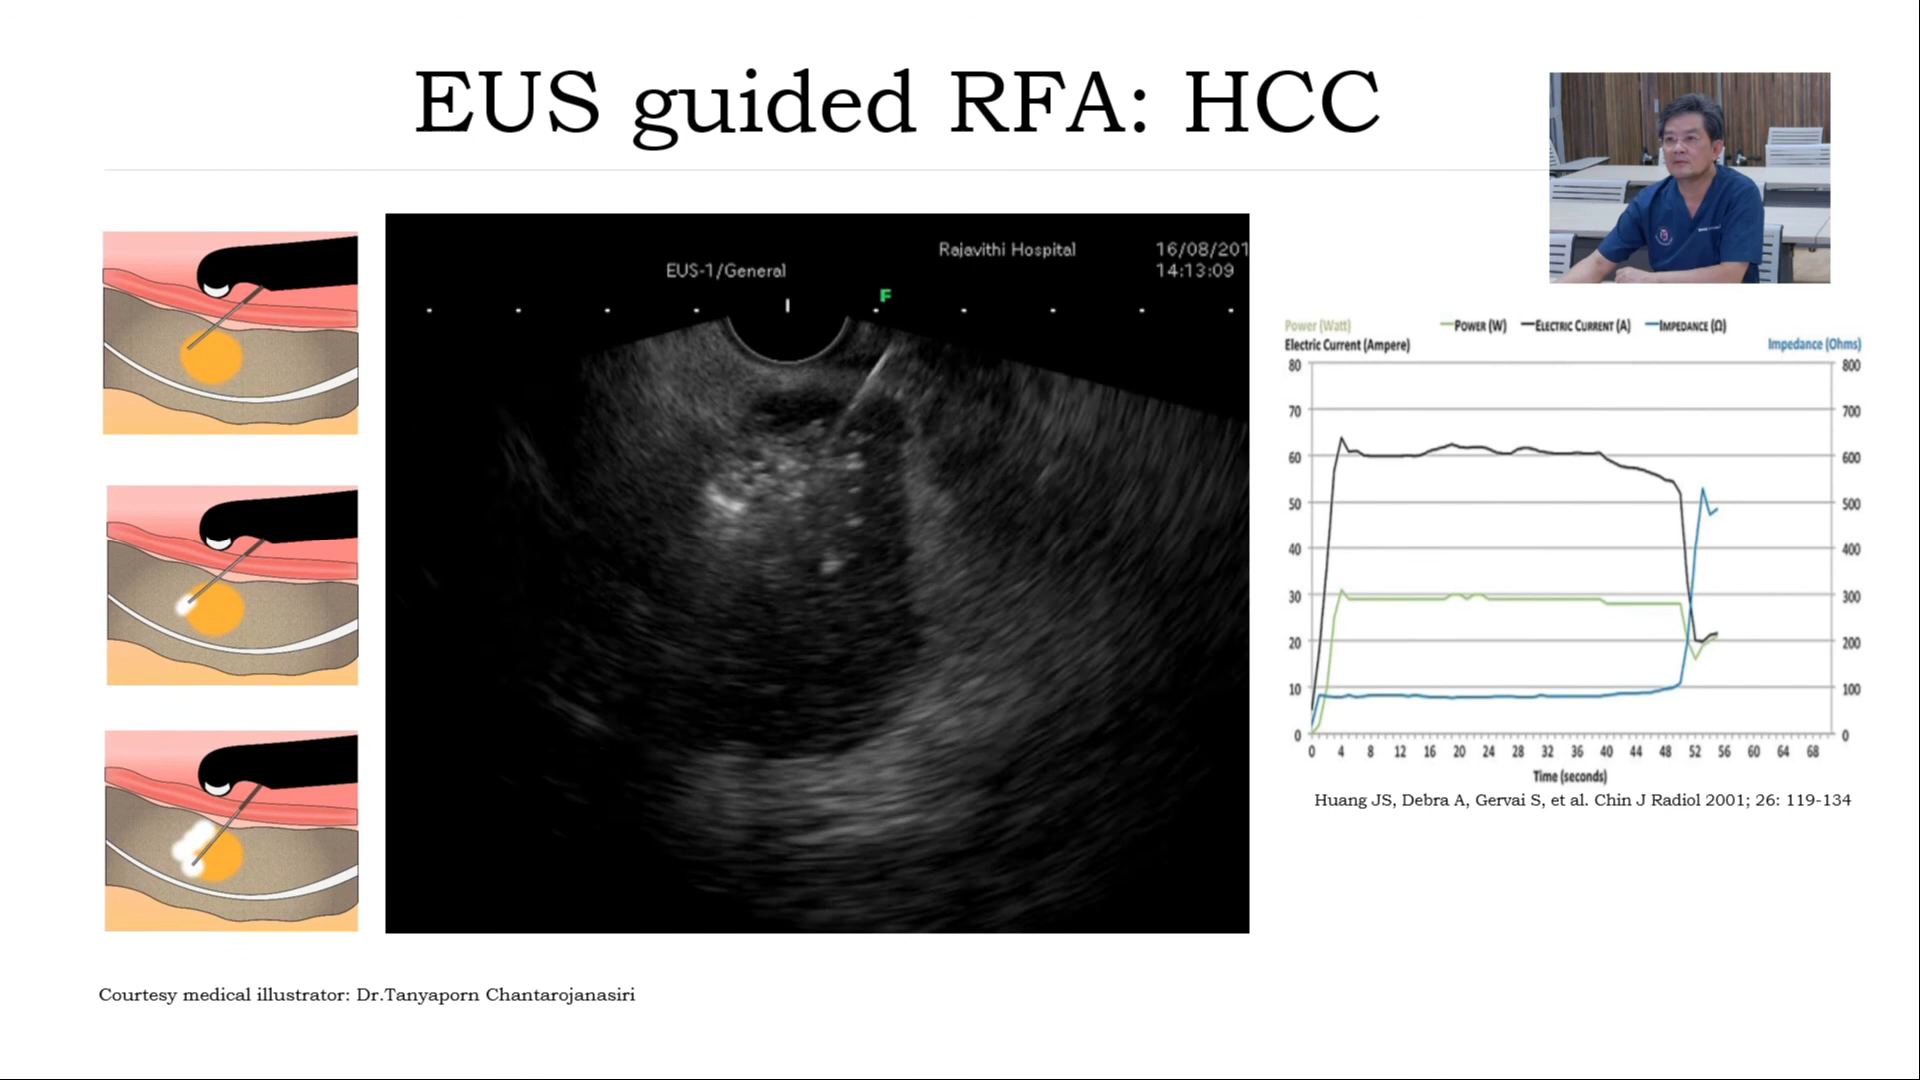 EUS guided RFA: HCC
Rajavithi Hospital
16/08/201
EUS-1/General
14:13:09
F
Power (Watt)
POWER (W)
ELECTRIC CURRENT (A)
IMPEDANCE (Ω)
Electric Current (Ampere)
Impedance (Ohms)
80
800
70
700
60
600
50
500
40
400
30
300
20
200
10
100
0
0
0 4 8 12 16 20 24 28 32 36 40 44 48 52 56 60 64 68
Time (seconds)
Huang JS, Debra A, Gervai S, et al. Chin J Radiol 2001; 26: 119-134
Courtesy medical illustrator: Dr.Tanyaporn Chantarojanasiri